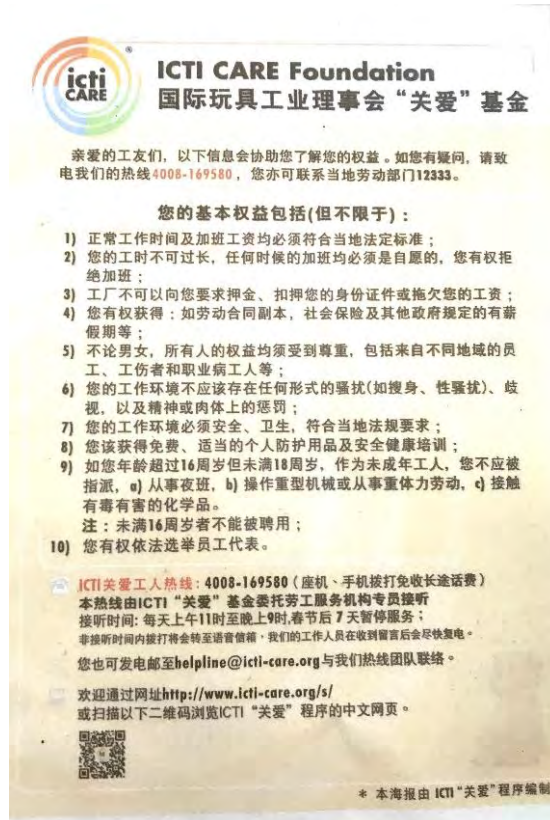 icti
CARE
®
ICTI CARE Foundation
国际玩具工业理事会“关爱”基金
亲爱的工友们，以下信息会协助您了解您的权益。如您有疑问，请致
电我们的热线4008-169580，您亦可联系当地劳动部门12333。
您的基本权益包括(但不限于)：
1) 正常工作时间及加班工资均必须符合当地法定标准；
2) 您的工时不可过长，任何时候的加班均必须是自愿的，您有权拒
绝加班；
3) 工厂不可以向您要求押金、扣押您的身份证件或拖欠您的工资；
4) 您有权获得：如劳动合同副本，社会保险及其他政府规定的有薪
假期等；
5) 不论男女，所有人的权益均须受到尊重，包括来自不同地域的员
工、工伤者和职业病工人等；
6) 您的工作环境不应该存在任何形式的骚扰(如搜身、性骚扰)、歧
视，以及精神或肉体上的惩罚；
7) 您的工作环境必须安全、卫生，符合当地法规要求；
8) 您该获得免费、适当的个人防护用品及安全健康培训；
9) 如您年龄超过16周岁但未满18周岁，作为未成年工人，您不应被
指派，a) 从事夜班，b) 操作重型机械或从事重体力劳动，c) 接触
有毒有害的化学品。
注：未满16周岁者不能被聘用；
10) 您有权依法选举员工代表。
ICTI关爱工人热线：4008-169580（座机、手机拨打免收长途话费）
本热线由ICTI“关爱”基金委托劳工服务机构专员接听
接听时间：每天上午11时至晚上9时,春节后 7 天暂停服务；
非接听时间内拨打将会转至语音信箱，我们的工作人员在收到留言后会尽快复电。
您也可发电邮至helpline@icti-care.org与我们热线团队联络。
欢迎通过网址http://www.icti-care.org/s/
或扫描以下二维码浏览ICTI“关爱”程序的中文网页。
* 本海报由 ICTI“关爱”程序编制